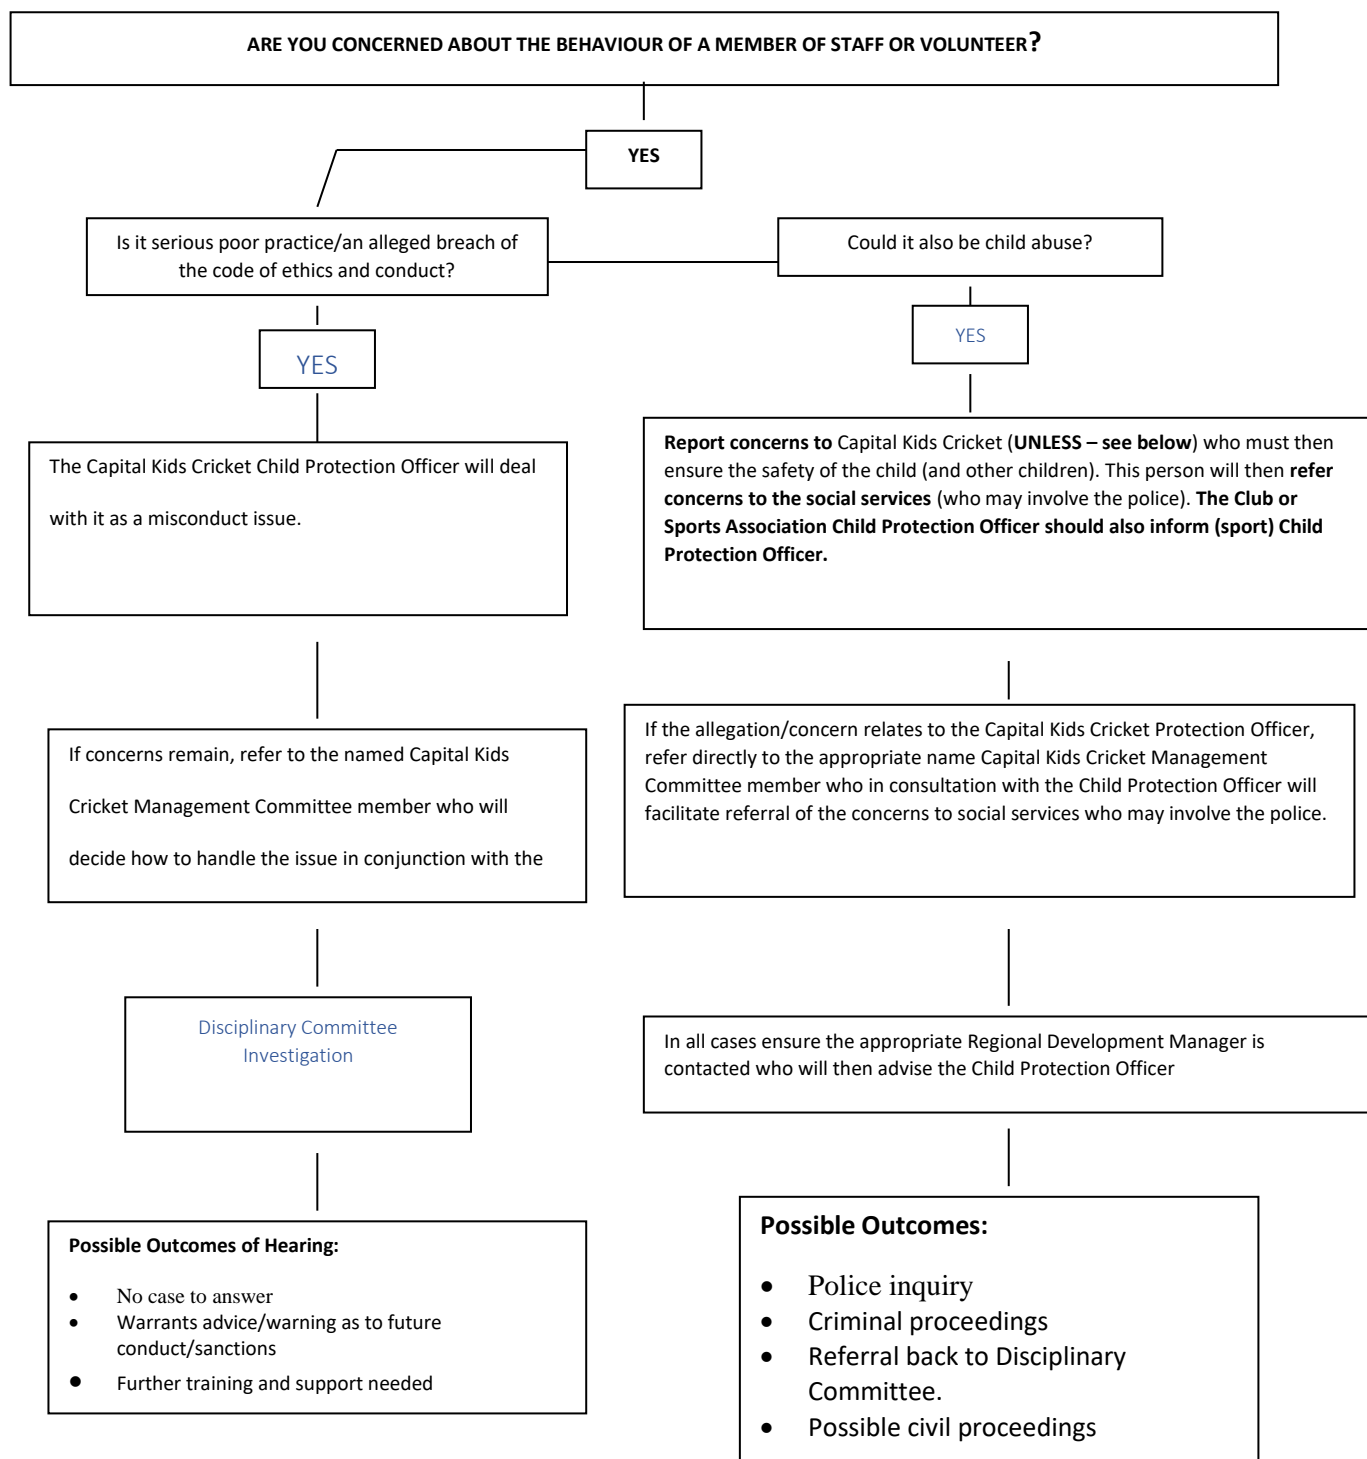 ARE YOU CONCERNED ABOUT THE BEHAVIOUR OF A MEMBER OF STAFF OR VOLUNTEER?
YES
Is it serious poor practice/an alleged breach of
the code of ethics and conduct?
Could it also be child abuse?
YES
YES
The Capital Kids Cricket Child Protection Officer will deal
with it as a misconduct issue.
Report concerns to Capital Kids Cricket (UNLESS – see below) who must then
ensure the safety of the child (and other children). This person will then refer
concerns to the social services (who may involve the police). The Club or
Sports Association Child Protection Officer should also inform (sport) Child
Protection Officer.
If concerns remain, refer to the named Capital Kids
Cricket Management Committee member who will
decide how to handle the issue in conjunction with the
If the allegation/concern relates to the Capital Kids Cricket Protection Officer,
refer directly to the appropriate name Capital Kids Cricket Management
Committee member who in consultation with the Child Protection Officer will
facilitate referral of the concerns to social services who may involve the police.
Disciplinary Committee
Investigation
In all cases ensure the appropriate Regional Development Manager is
contacted who will then advise the Child Protection Officer
Possible Outcomes of Hearing:
• No case to answer
• Warrants advice/warning as to future
conduct/sanctions
• Further training and support needed
Possible Outcomes:
• Police inquiry
• Criminal proceedings
• Referral back to Disciplinary
Committee.
• Possible civil proceedings